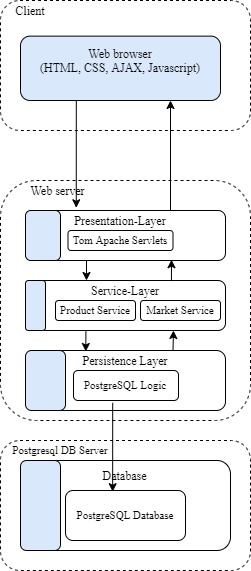 Client
Web browser
(HTML, CSS, AJAX, Javascript)
Web server
Presentation-Layer
Tom Apache Servlets
Service-Layer
Product Service
Market Service
Persistence Layer
PostgreSQL Logic
Postgresql DB Server
Database
PostgreSQL Database